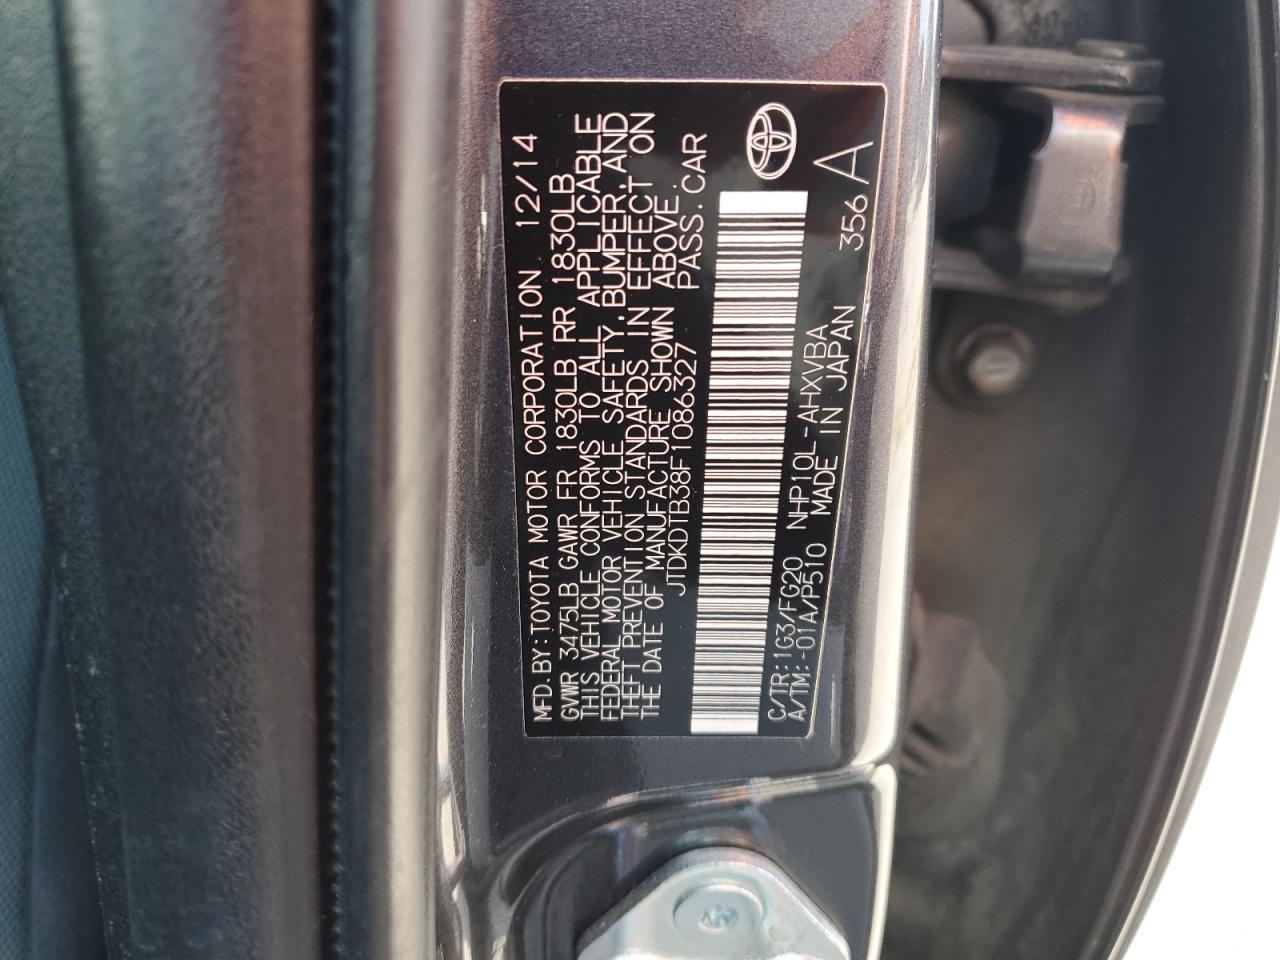 MFD.BY:TOYOTA MOTOR CORPORATION 12/14
GVWR 3475LB GAWR FR 1830LB RR 1830LB
THIS VEHICLE CONFORMS TO ALL APPLICABLE
FEDERAL MOTOR VEHICLE SAFETY,BUMPER,AND
THEFT PREVENTION STANDARDS IN EFFECT ON
THE DATE OF MANUFACTURE SHOWN ABOVE.
JTDKDTB38F1086327 PASS.CAR
C/TR:1G3/FG20 NHP10L-AHXVBA
A/TM:-01A/P510 MADE IN JAPAN 356 A